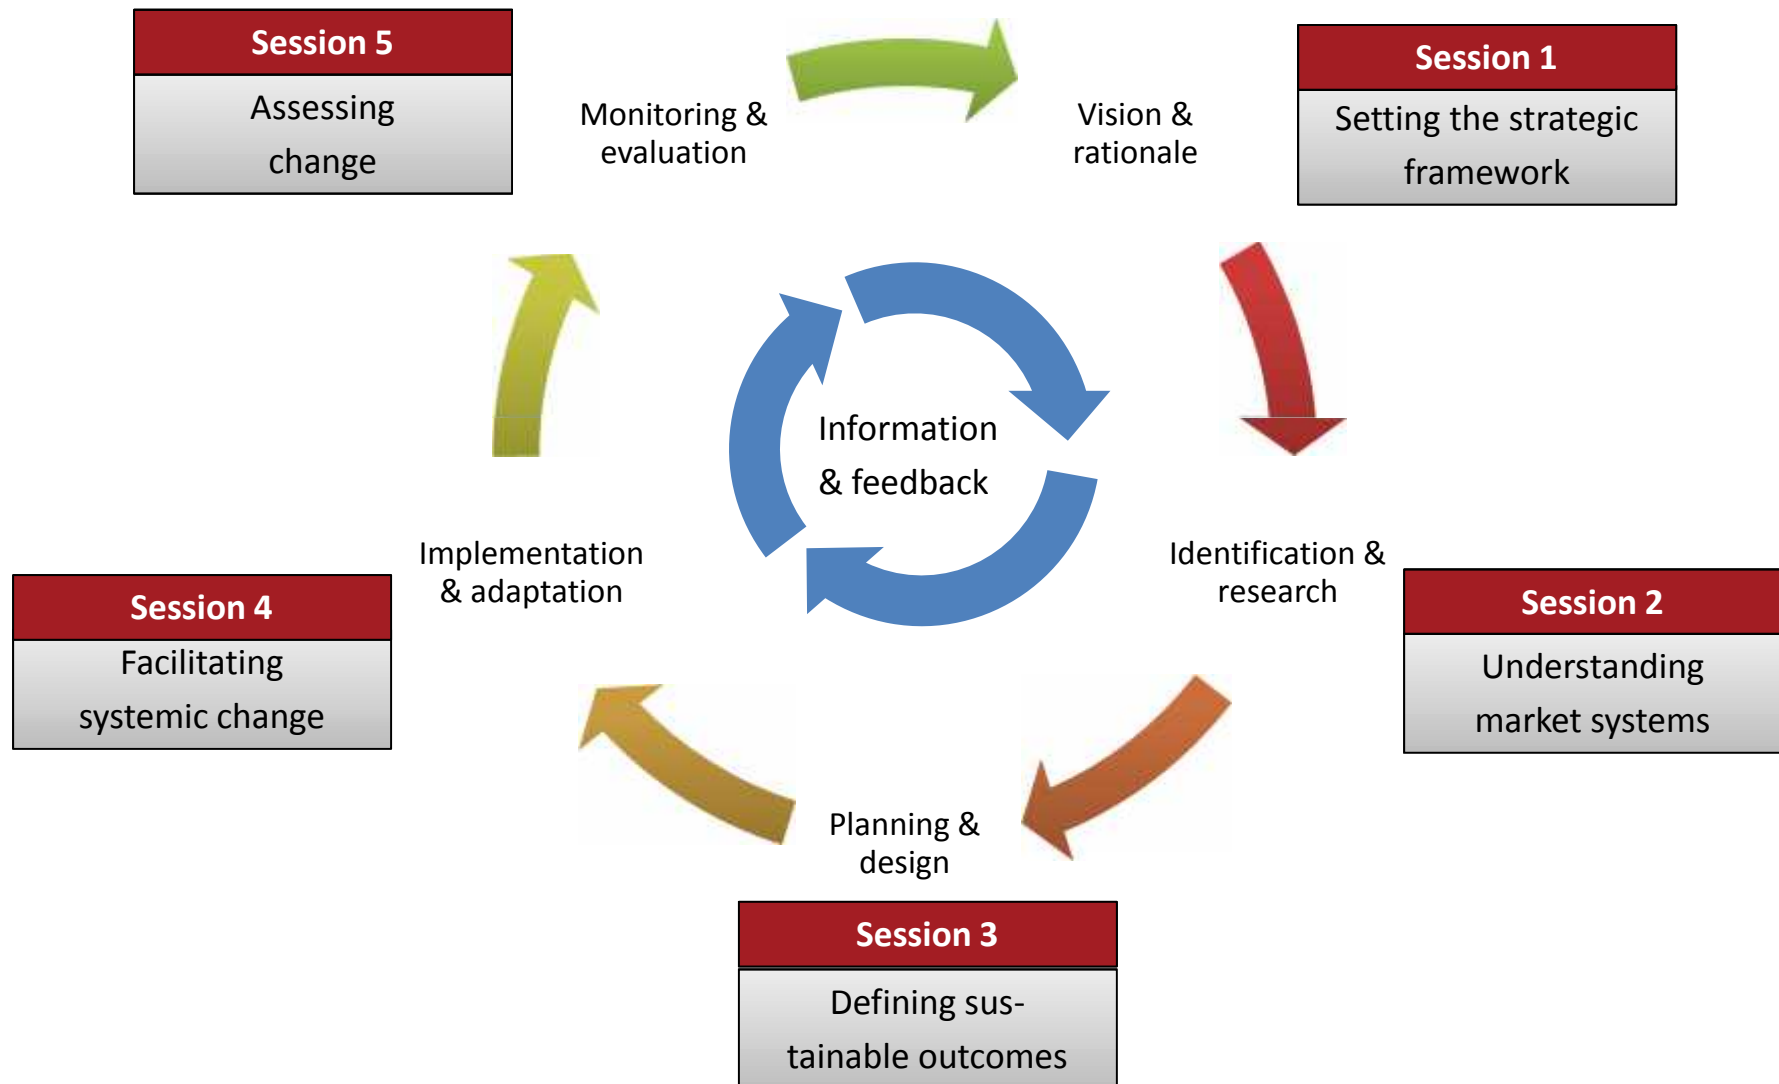 Session 5
Assessing
change
Monitoring &
evaluation
Vision &
rationale
Session 1
Setting the strategic
framework
Information
& feedback
Implementation
& adaptation
Identification &
research
Session 4
Facilitating
systemic change
Session 2
Understanding
market systems
Planning &
design
Session 3
Defining sus-
tainable outcomes